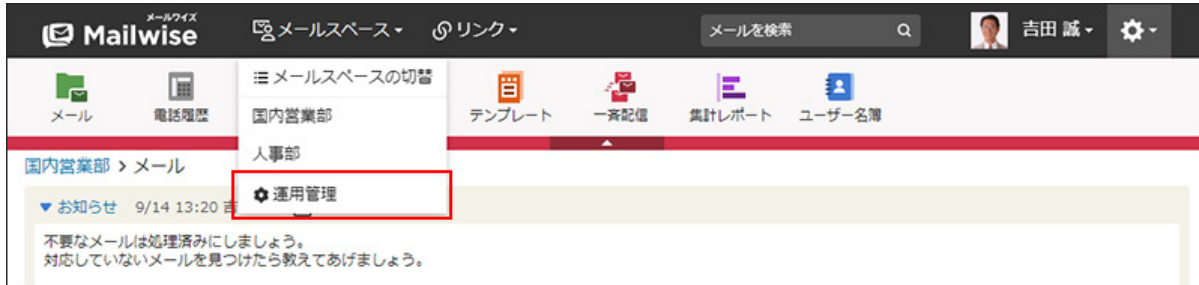 メールワイズ
Mailwise
メールスペース
リンク
メールを検索
吉田 誠
メール
電話履歴
メールスペースの切替
国内営業部
人事部
運用管理
テンプレート
一斉配信
集計レポート
ユーザー名簿
国内営業部 > メール
お知らせ 9/14 13:20 吉
不要なメールは処理済みにしましょう。
対応していないメールを見つけたら教えてあげましょう。